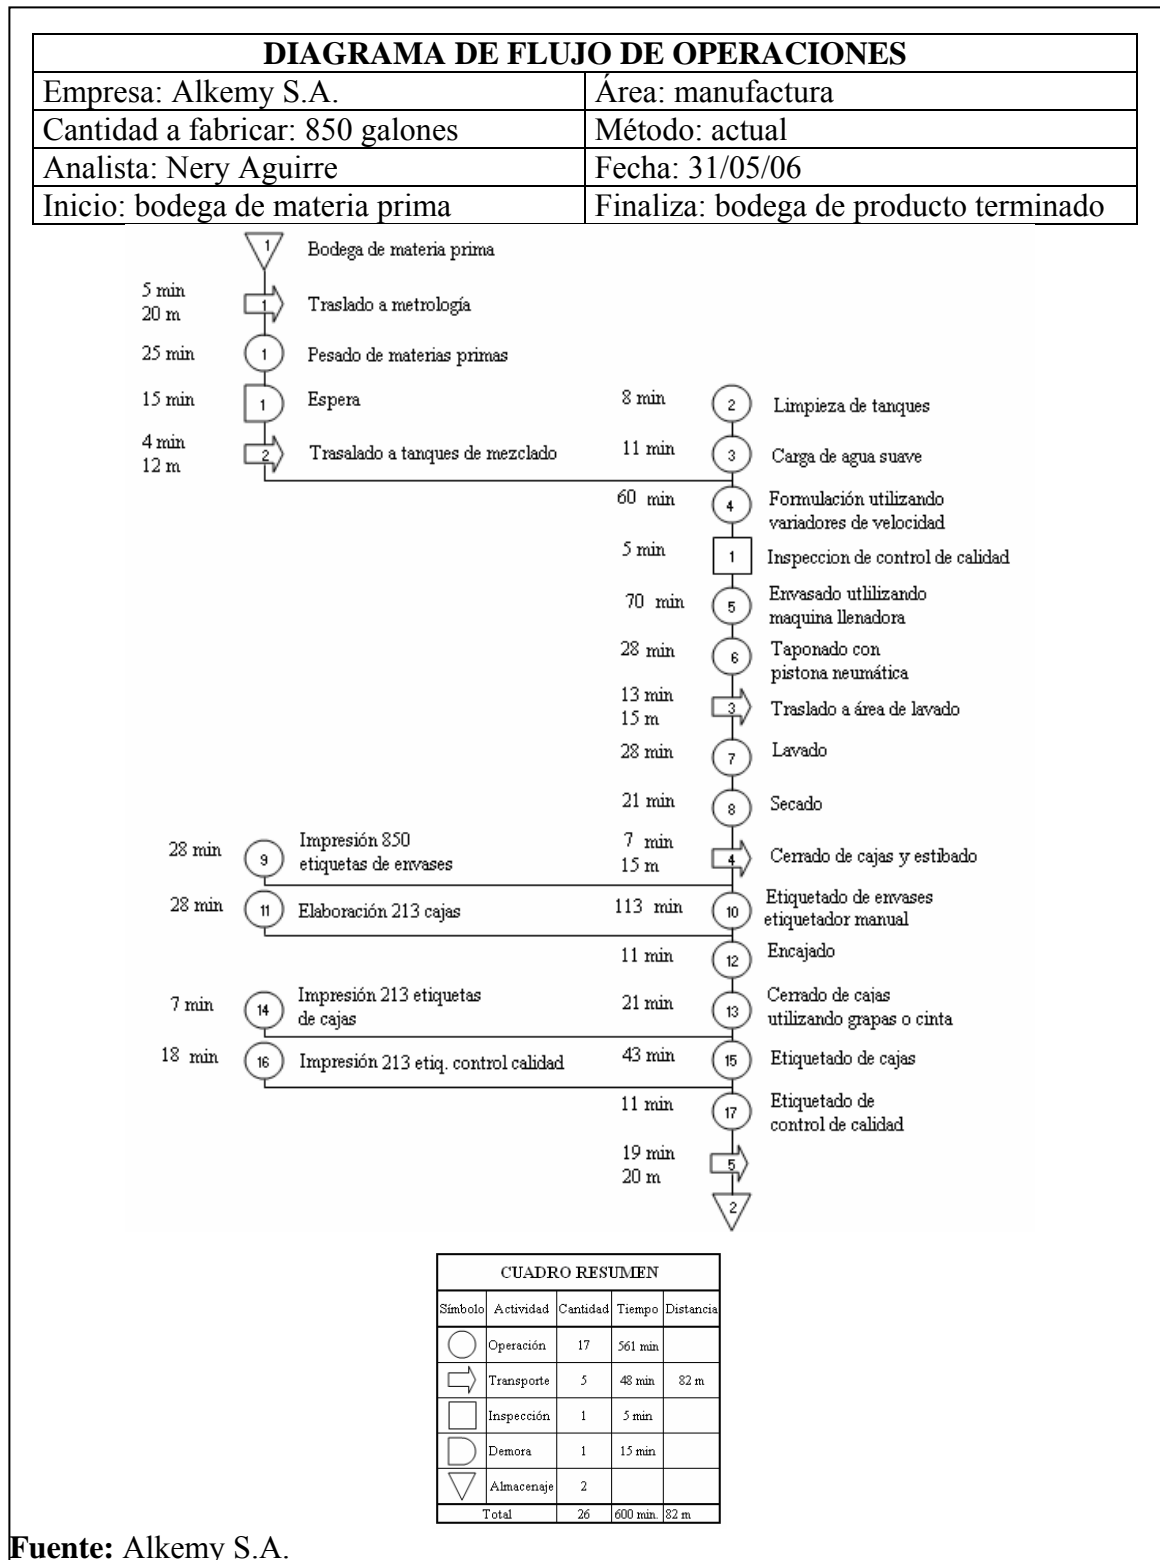 DIAGRAMA DE FLUJO DE OPERACIONES
Empresa: Alkemy S.A. Área: manufactura
Cantidad a fabricar: 850 galones Método: actual
Analista: Nery Aguirre Fecha: 31/05/06
Inicio: bodega de materia prima Finaliza: bodega de producto terminado
1 Bodega de materia prima
5 min
20 m
1 Traslado a metrología
25 min 1 Pesado de materias primas
15 min 1 Espera
4 min
12 m
2 Trasalado a tanques de mezclado
8 min 2 Limpieza de tanques
11 min 3 Carga de agua suave
60 min 4 Formulación utilizando
variadores de velocidad
5 min 1 Inspeccion de control de calidad
70 min 5 Envasado utlilizando
maquina llenadora
28 min 6 Taponado con
pistona neumática
13 min
15 m
3 Traslado a área de lavado
28 min 7 Lavado
21 min 8 Secado
28 min 9 Impresión 850
etiquetas de envases
7 min
15 m
4 Cerrado de cajas y estibado
28 min 11 Elaboración 213 cajas
113 min 10 Etiquetado de envases
etiquetador manual
11 min 12 Encajado
7 min 14 Impresión 213 etiquetas
de cajas
21 min 13 Cerrado de cajas
utilizando grapas o cinta
18 min 16 Impresión 213 etiq. control calidad
43 min 15 Etiquetado de cajas
11 min 17 Etiquetado de
control de calidad
19 min
20 m
5
2
CUADRO RESUMEN
Símbolo Actividad Cantidad Tiempo Distancia
Operación 17 561 min
Transporte 5 48 min 82 m
Inspección 1 5 min
Demora 1 15 min
Almacenaje 2
Total 26 600 min. 82 m
Fuente: Alkemy S.A.